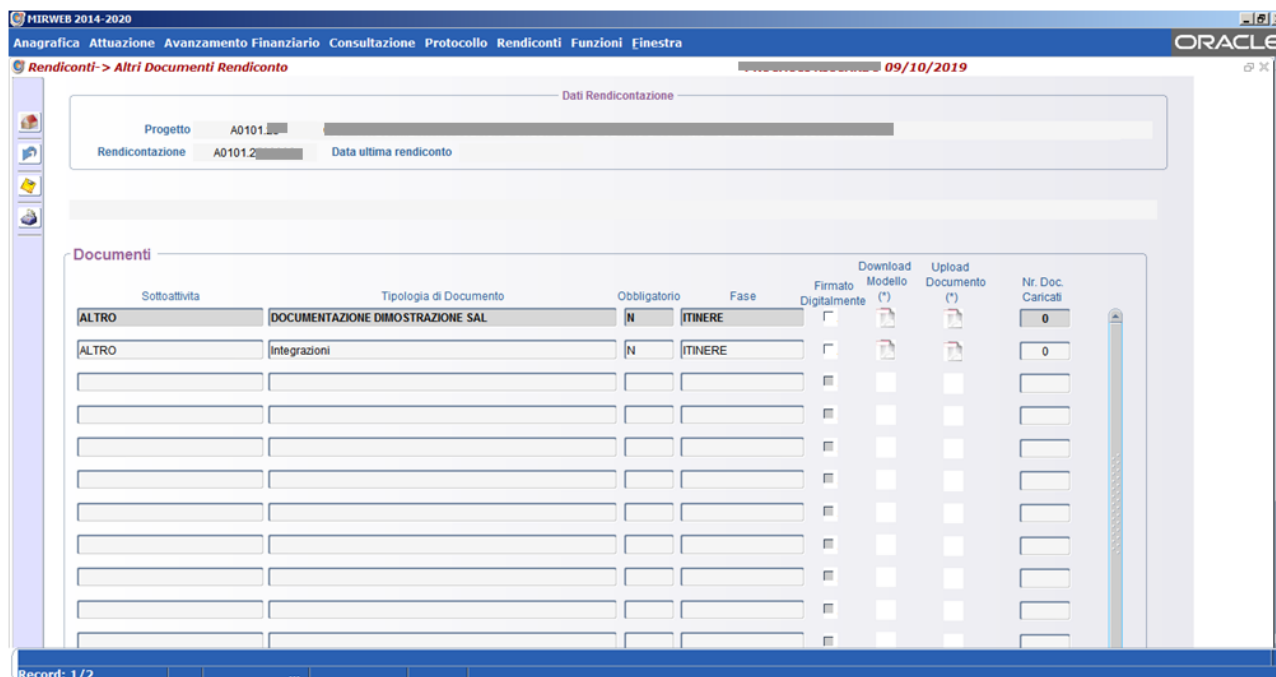 MIRWEB 2014-2020
Anagrafica Attuazione Avanzamento Finanziario Consultazione Protocollo Rendiconti Funzioni Finestra
ORACLE
Rendiconti-> Altri Documenti Rendiconto 09/10/2019
Dati Rendicontazione
Progetto A0101.
Rendicontazione A0101.2 Data ultima rendiconto
Documenti
Sottoattivita Tipologia di Documento Obbligatorio Fase Firmato Digitalmente Download Modello (*) Upload Documento (*) Nr. Doc. Caricati
ALTRO DOCUMENTAZIONE DIMOSTRAZIONE SAL N ITINERE 0
ALTRO Integrazioni N ITINERE 0
Record: 1/2